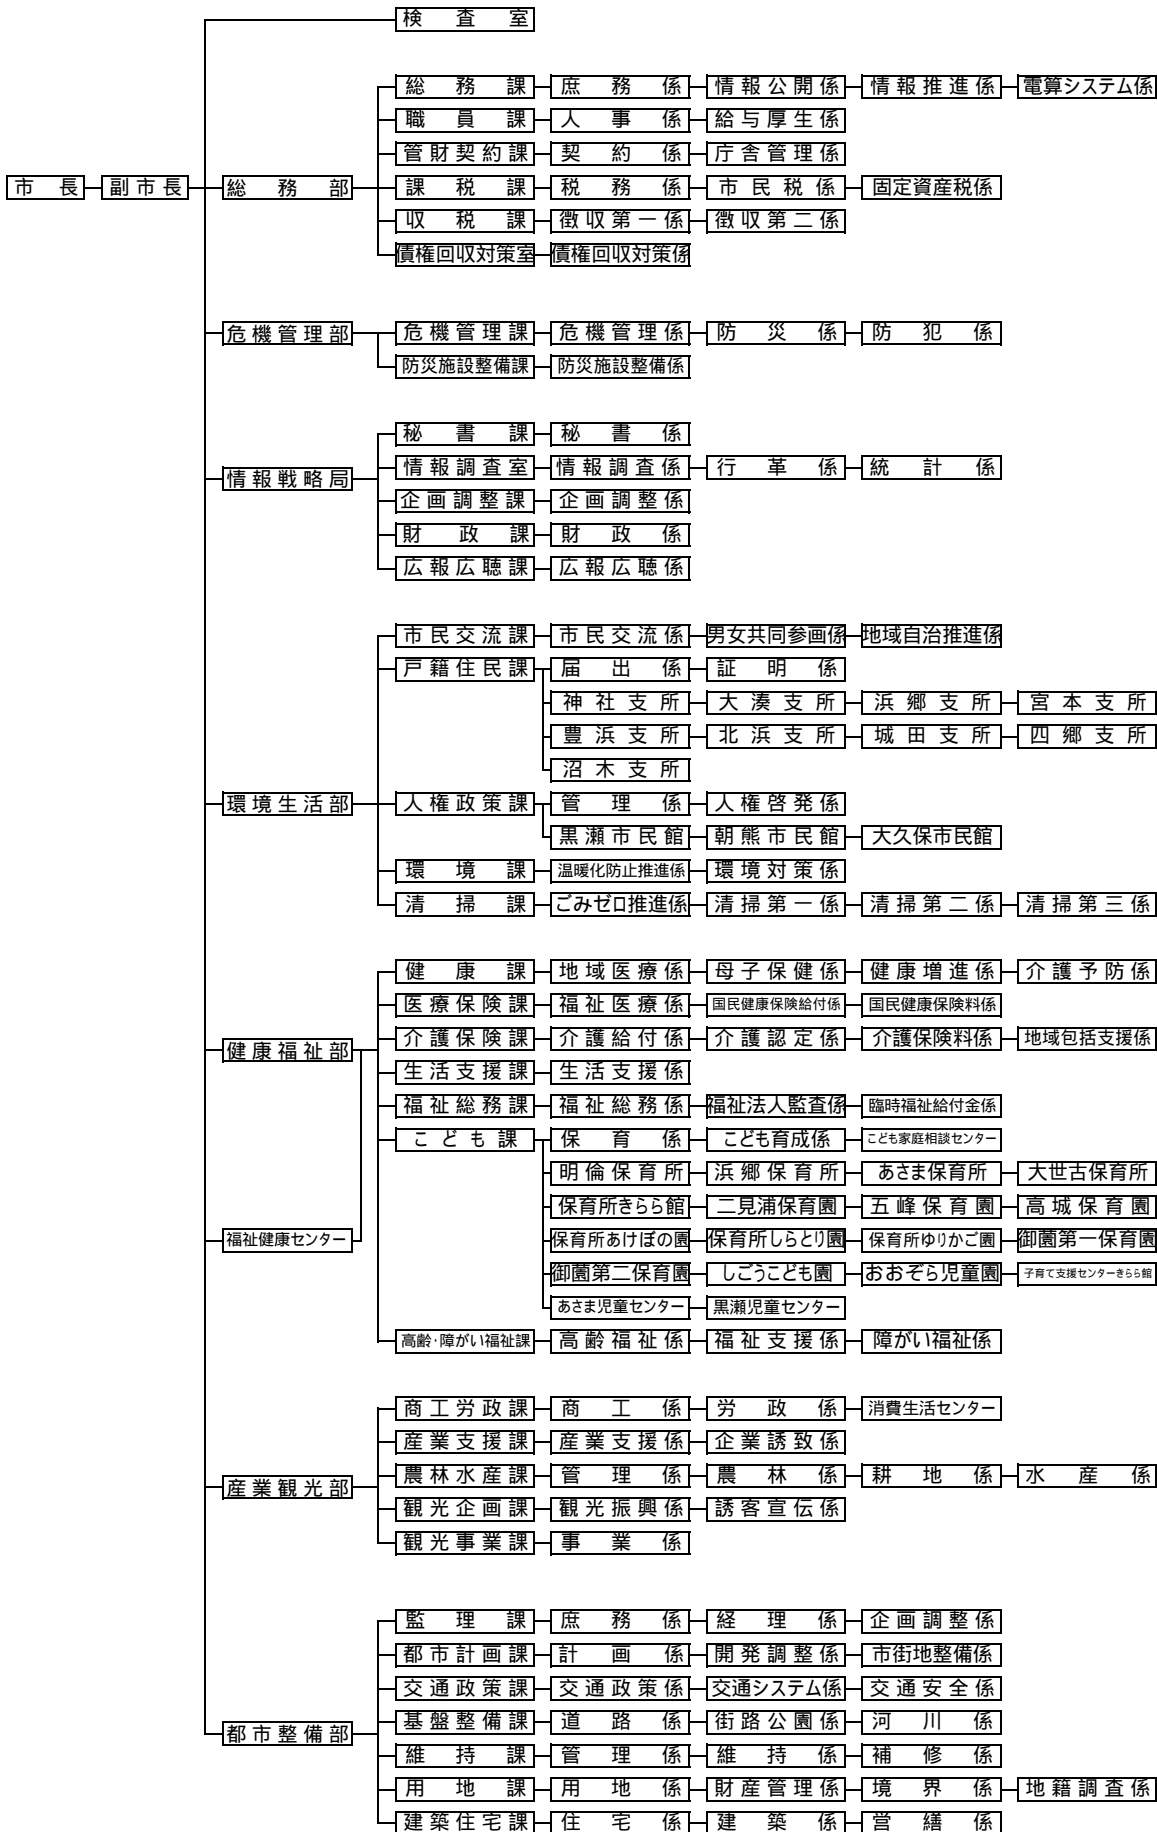 検査室
総務課 庶務係 情報公開係 情報推進係 電算システム係
職員課 人事係 給与厚生係
管財契約課 契約係 庁舎管理係
市長 副市長 総務部 課税課 税務係 市民税係 固定資産税係
収税課 徴収第一係 徴収第二係
債権回収対策室 債権回収対策係
危機管理部 危機管理課 危機管理係 防災係 防犯係
防災施設整備課 防災施設整備係
秘書課 秘書係
情報戦略局 情報調査室 情報調査係 行革係 統計係
企画調整課 企画調整係
財政課 財政係
広報広聴課 広報広聴係
市民交流課 市民交流係 男女共同参画係 地域自治推進係
戸籍住民課 届出係 証明係
神社支所 大湊支所 浜郷支所 宮本支所
豊浜支所 北浜支所 城田支所 四郷支所
沼木支所
環境生活部 人権政策課 管理係 人権啓発係
黒瀬市民館 朝熊市民館 大久保市民館
環境課 温暖化防止推進係 環境対策係
清掃課 ごみゼロ推進係 清掃第一係 清掃第二係 清掃第三係
健康課 地域医療係 母子保健係 健康増進係 介護予防係
医療保険課 福祉医療係 国民健康保険給付係 国民健康保険料係
健康福祉部 介護保険課 介護給付係 介護認定係 介護保険料係 地域包括支援係
生活支援課 生活支援係
福祉総務課 福祉総務係 福祉法人監査係 臨時福祉給付金係
こども課 保育係 こども育成係 こども家庭相談センター
明倫保育所 浜郷保育所 あさま保育所 大世古保育所
保育所きらら館 二見浦保育園 五峰保育園 高城保育園
福祉健康センター 保育所あけぼの園 保育所しらとり園 保育所ゆりかご園 御薗第一保育園
御薗第二保育園 しごうこども園 おおぞら児童園 子育て支援センターきらら館
あさま児童センター 黒瀬児童センター
高齢・障がい福祉課 高齢福祉係 福祉支援係 障がい福祉係
商工労政課 商工係 労政係 消費生活センター
産業支援課 産業支援係 企業誘致係
産業観光部 農林水産課 管理係 農林係 耕地係 水産係
観光企画課 観光振興係 誘客宣伝係
観光事業課 事業係
監理課 庶務係 経理係 企画調整係
都市計画課 計画係 開発調整係 市街地整備係
交通政策課 交通政策係 交通システム係 交通安全係
都市整備部 基盤整備課 道路係 街路公園係 河川係
維持課 管理係 維持係 補修係
用地課 用地係 財産管理係 境界係 地籍調査係
建築住宅課 住宅係 建築係 営繕係